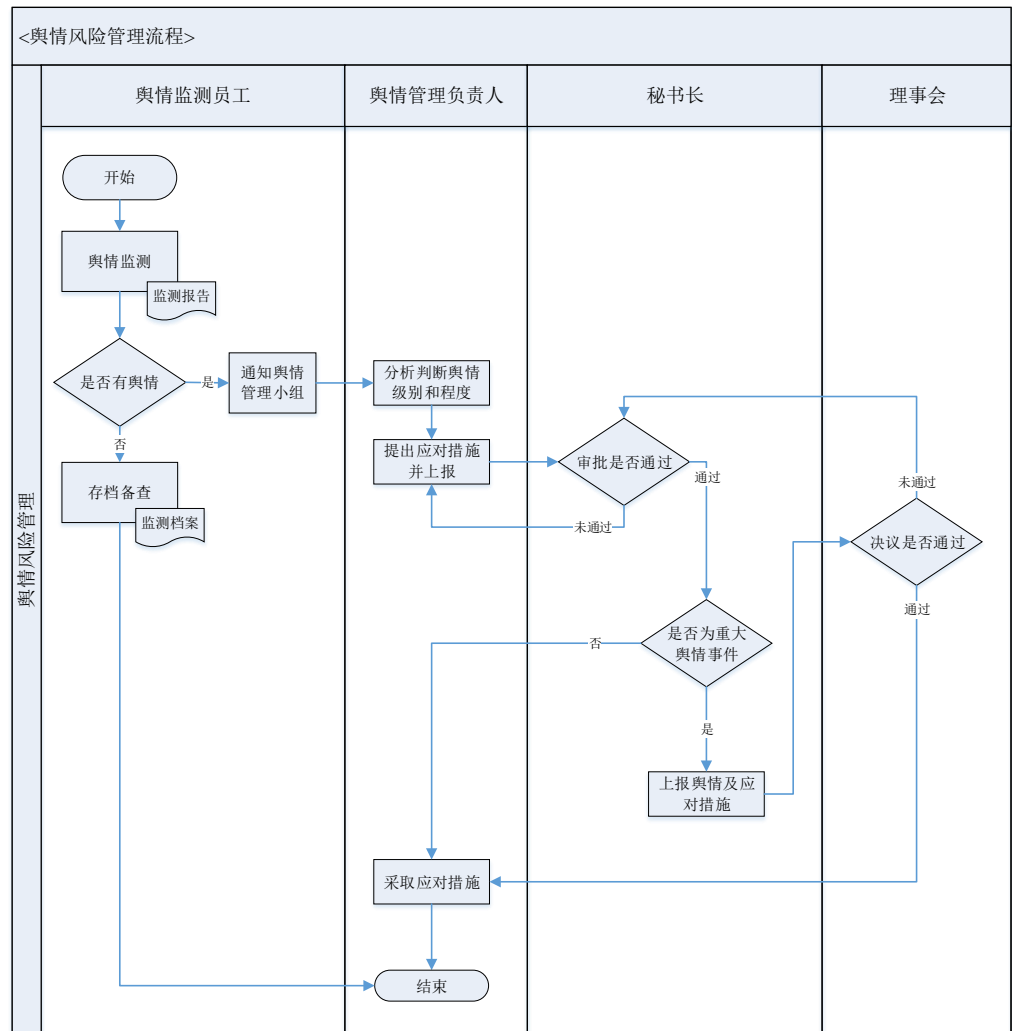 <舆情风险管理流程>
舆情监测员工
舆情管理负责人
秘书长
理事会
舆情风险管理
开始
舆情监测
监测报告
是否有舆情
是
通知舆情
管理小组
分析判断舆情
级别和程度
否
提出应对措施
并上报
审批是否通过
通过
未通过
未通过
存档备查
监测档案
决议是否通过
通过
是否为重大
舆情事件
否
是
上报舆情及应
对措施
采取应对措施
结束